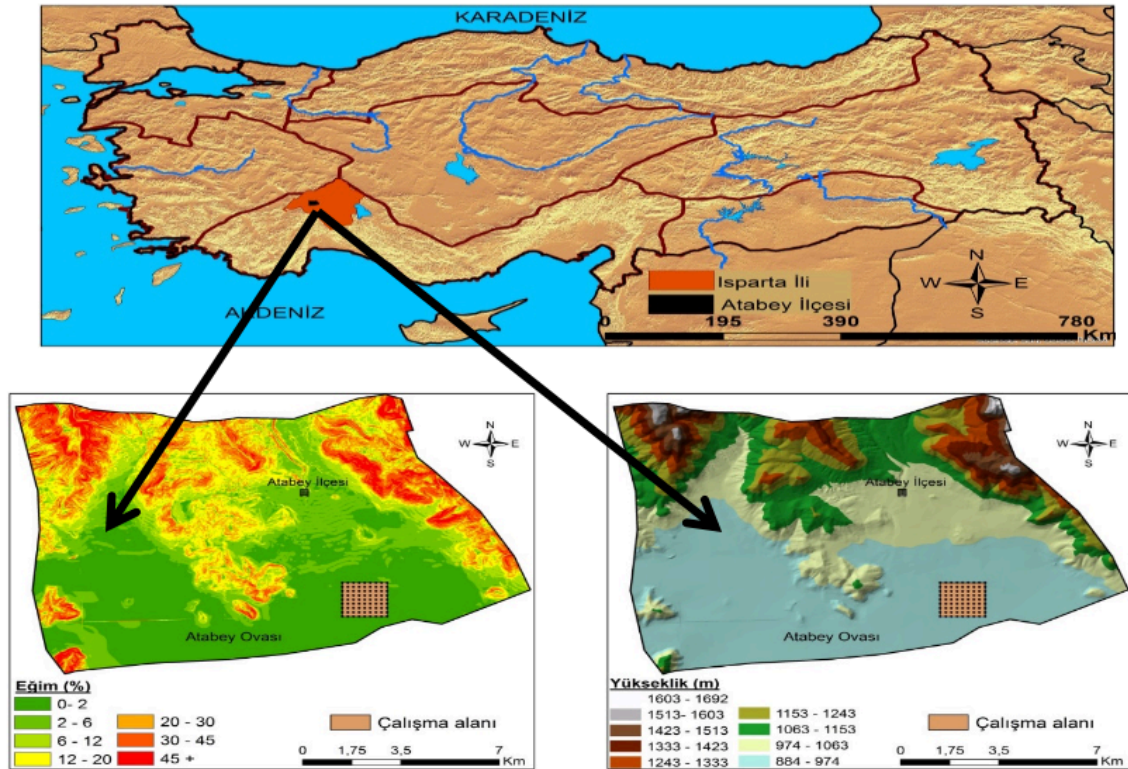 KARADENİZ
AKDENİZ
Isparta İli
Atabey İlçesi
N
W E
S
0 195 390 780
Km
N
W E
S
Atabey İlçesi
Atabey Ovası
Eğim (%)
0- 2
2 - 6
6 - 12
12 - 20
20 - 30
30 - 45
45 +
Çalışma alanı
0 1,75 3,5 7
Km
N
W E
S
Atabey İlçesi
Atabey Ovası
Yükseklik (m)
1603 - 1692
1513- 1603
1423 - 1513
1333 - 1423
1243 - 1333
1153 - 1243
1063 - 1153
974 - 1063
884 - 974
Çalışma alanı
0 1,75 3,5 7
Km